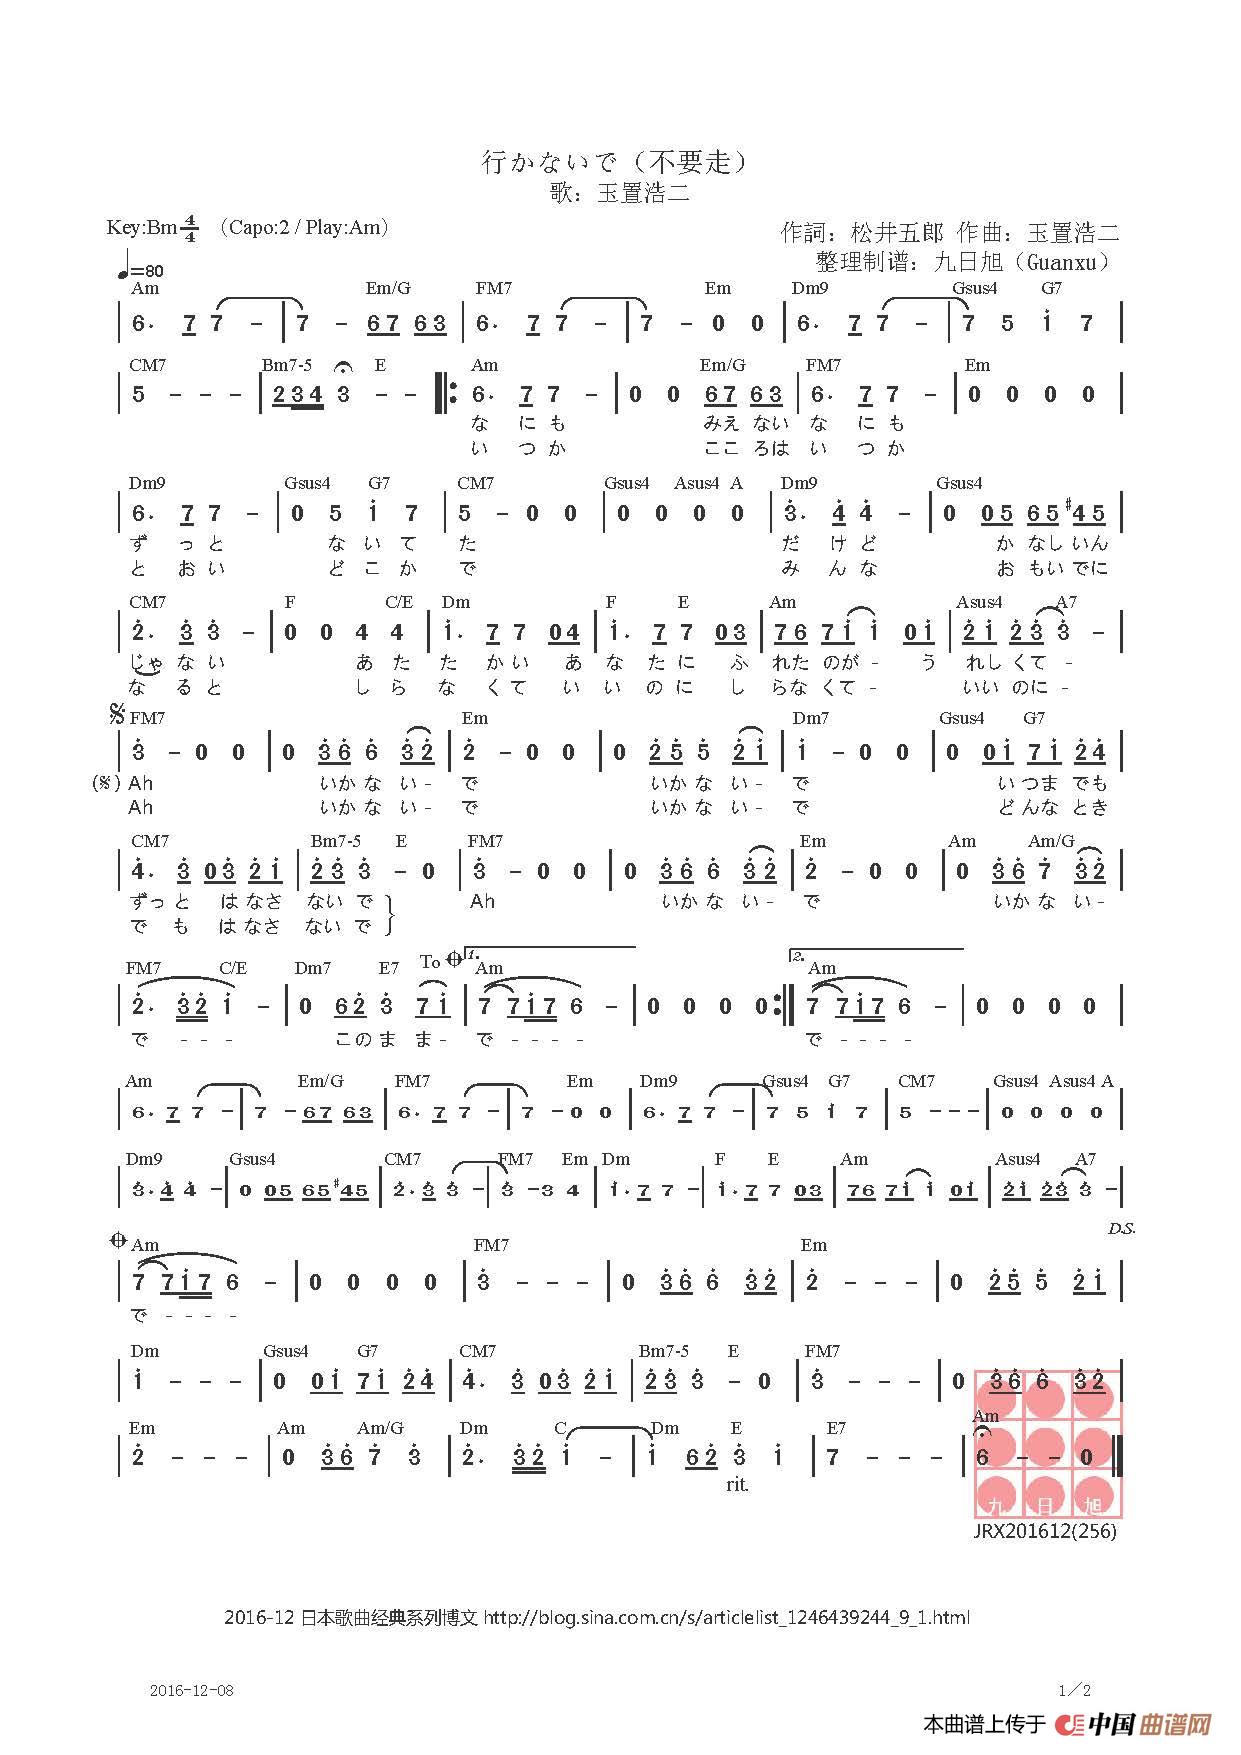 行かないで（不要走）
歌：玉置浩二
Key:Bm 4/4 （Capo:2 / Play:Am）
作詞：松井五郎 作曲：玉置浩二
整理制谱：九日旭（Guanxu）
♩=80
Am Em/G FM7 Em Dm9 Gsus4 G7
6. 7 7 - | 7 - 67 63 | 6. 7 7 - | 7 - 0 0 | 6. 7 7 - | 7 5 i 7 |
CM7 Bm7-5 E Am Em/G FM7 Em
5 - - - | 234 3 - - |: 6. 7 7 - | 0 0 67 63 | 6. 7 7 - | 0 0 0 0 |
な に も みえ ない な に も
い つ か ここ ろは い つ か
Dm9 Gsus4 G7 CM7 Gsus4 Asus4 A Dm9 Gsus4
6. 7 7 - | 0 5 i 7 | 5 - 0 0 | 0 0 0 0 | 3. 4 4 - | 0 05 65 #45 |
ず っ と な い て た だ け ど か なし いん
と お い ど こ か で み ん な お もい でに
CM7 F C/E Dm F E Am Asus4 A7
2. 3 3 - | 0 0 4 4 | i. 7 7 04 | i. 7 7 03 | 76 7i i 0i | 2i 23 3 - |
じゃ な い あ た た か い あ な た に ふ れた のが - う れし くて -
な る と し ら な く て い い の に し らな くて - いい のに -
FM7 Em Dm7 Gsus4 G7
3 - 0 0 | 0 36 6 32 | 2 - 0 0 | 0 25 5 2i | i - 0 0 | 0 0i 7i 24 |
(𝄋) Ah いか な い - で いか な い - で い つま でも
Ah いか な い - で いか な い - で ど んな とき
CM7 Bm7-5 E FM7 Em Am Am/G
4. 3 03 2i | 23 3 - 0 | 3 - 0 0 | 0 36 6 32 | 2 - 0 0 | 0 36 7 32 |
ずっ と は なさ ない で Ah いか な い - で いか な い -
で も は なさ ない で
FM7 C/E Dm7 E7 To 1. Am 2. Am
2. 32 i - | 0 62 3 7i | 7 7i7 6 - | 0 0 0 0 :| 7 7i7 6 - | 0 0 0 0 |
で - - - この ま ま - で - - - - で - - - -
Am Em/G FM7 Em Dm9 Gsus4 G7 CM7 Gsus4 Asus4 A
6. 7 7 - | 7 - 67 63 | 6. 7 7 - | 7 - 0 0 | 6. 7 7 - | 7 5 i 7 | 5 - - - | 0 0 0 0
Dm9 Gsus4 CM7 FM7 Em Dm F E Am Asus4 A7
3. 4 4 - | 0 05 65 #45 | 2. 3 3 - | 3 - 3 4 | i. 7 7 - | i. 7 7 03 | 76 7i i 0i | 2i 23 3 - |
D.S.
Am FM7 Em
7 7i7 6 - | 0 0 0 0 | 3 - - - | 0 36 6 32 | 2 - - - | 0 25 5 2i |
で - - - -
Dm Gsus4 G7 CM7 Bm7-5 E FM7
i - - - | 0 0i 7i 24 | 4. 3 03 2i | 23 3 - 0 | 3 - - - | 0 36 6 32 |
Em Am Am/G Dm C Dm E E7 Am
2 - - - | 0 36 7 3 | 2. 32 i - | i 62 3 i | 7 - - - | 6 - - 0 |
rit.
九 日 旭
JRX201612(256)
2016-12 日本歌曲经典系列博文 http://blog.sina.com.cn/s/articlelist_1246439244_9_1.html
2016-12-08 1／2
本曲谱上传于 中国曲谱网